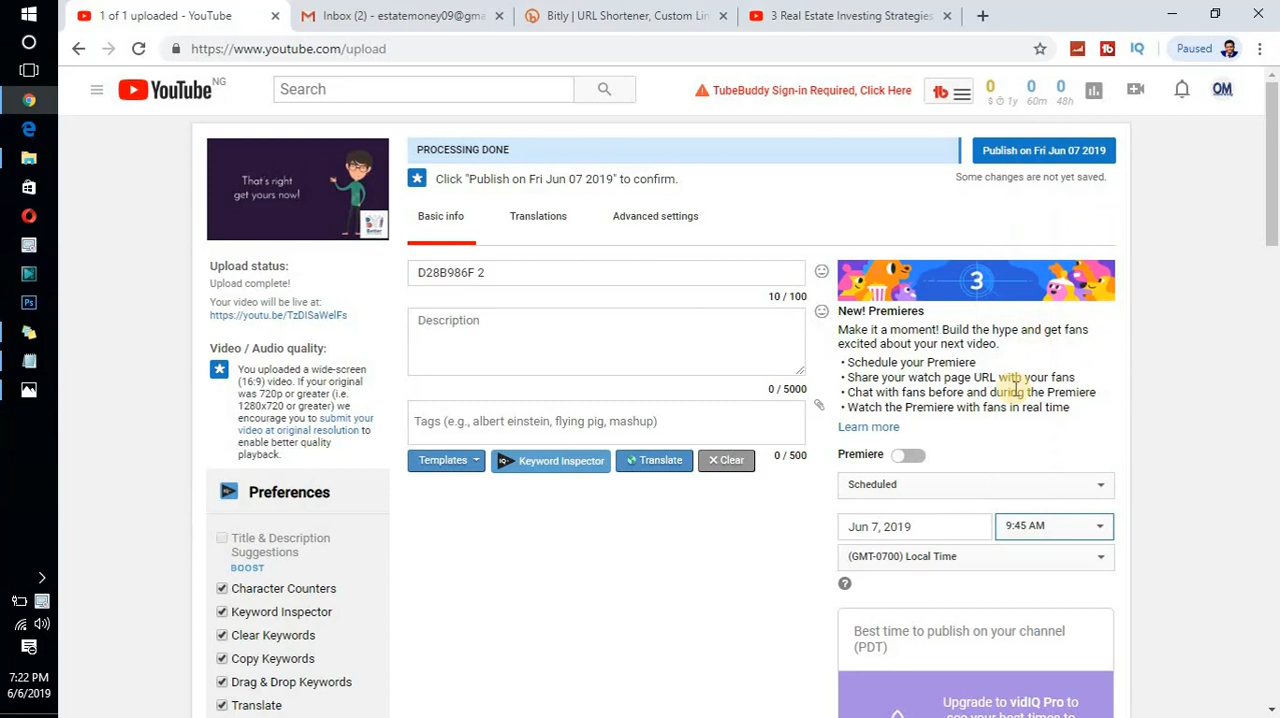 1 of 1 uploaded - YouTube
Inbox (2) - estatemoney09@gm
Bitly | URL Shortener, Custom Lin
3 Real Estate Investing Strategies
https://www.youtube.com/upload
Paused
YouTube NG
Search
TubeBuddy Sign-in Required, Click Here
tb
0 0 0
$ 1y 60m 48h
OM
That's right
get yours now!
PROCESSING DONE
Publish on Fri Jun 07 2019
Click "Publish on Fri Jun 07 2019" to confirm.
Some changes are not yet saved.
Basic info
Translations
Advanced settings
Upload status:
Upload complete!
Your video will be live at:
https://youtu.be/TzDISaWelFs
Video / Audio quality:
You uploaded a wide-screen
(16:9) video. If your original
was 720p or greater (i.e.
1280x720 or greater) we
encourage you to submit your
video at original resolution to
enable better quality
playback.
Preferences
Title & Description
Suggestions
BOOST
Character Counters
Keyword Inspector
Clear Keywords
Copy Keywords
Drag & Drop Keywords
Translate
D28B986F 2
10 / 100
Description
0 / 5000
Tags (e.g., albert einstein, flying pig, mashup)
Templates
Keyword Inspector
Translate
Clear
0 / 500
3
New! Premieres
Make it a moment! Build the hype and get fans
excited about your next video.
• Schedule your Premiere
• Share your watch page URL with your fans
• Chat with fans before and during the Premiere
• Watch the Premiere with fans in real time
Learn more
Premiere
Scheduled
Jun 7, 2019
9:45 AM
(GMT-0700) Local Time
Best time to publish on your channel
(PDT)
Upgrade to vidIQ Pro to
see your best times to
7:22 PM
6/6/2019